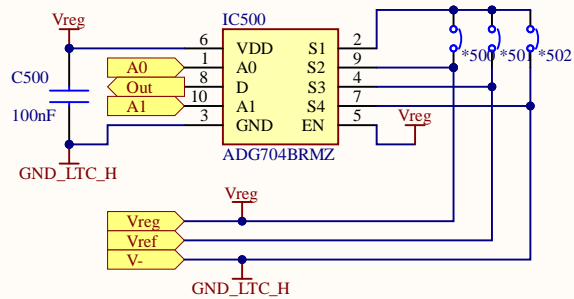 Vreg
IC500
C500
100nF
GND_LTC_H
A0
Out
A1
6 VDD S1 2
1 A0 S2 9
8 D S3 4
10 A1 S4 7
3 GND EN 5
ADG704BRMZ
*500 *501 *502
Vreg
Vreg
Vreg
Vref
V-
GND_LTC_H